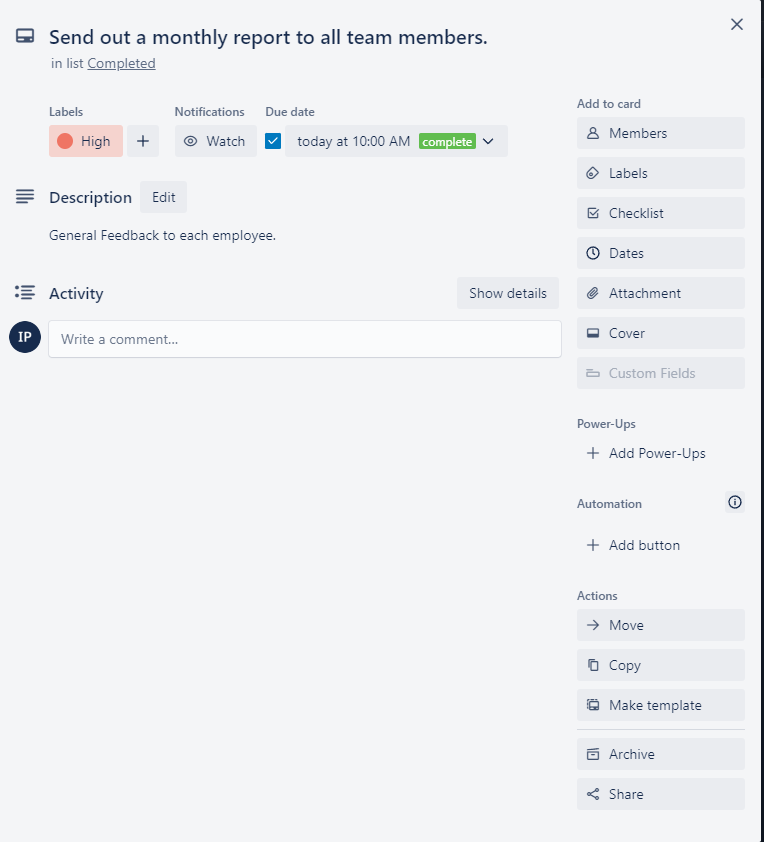 Send out a monthly report to all team members.
in list Completed
Labels
High
Notifications
Watch
Due date
today at 10:00 AM complete
Description
Edit
General Feedback to each employee.
Activity
Show details
IP
Write a comment...
Add to card
Members
Labels
Checklist
Dates
Attachment
Cover
Custom Fields
Power-Ups
Add Power-Ups
Automation
Add button
Actions
Move
Copy
Make template
Archive
Share